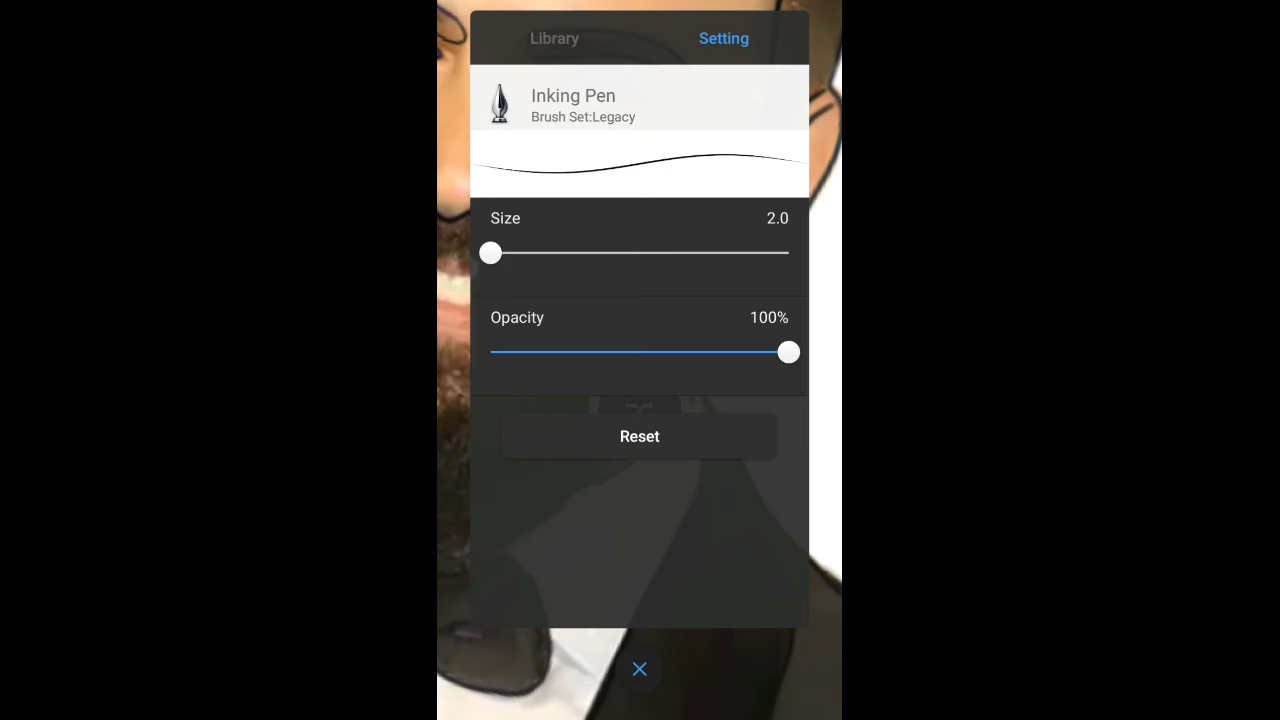 Library Setting
Inking Pen
Brush Set:Legacy
Size 2.0
Opacity 100%
Reset